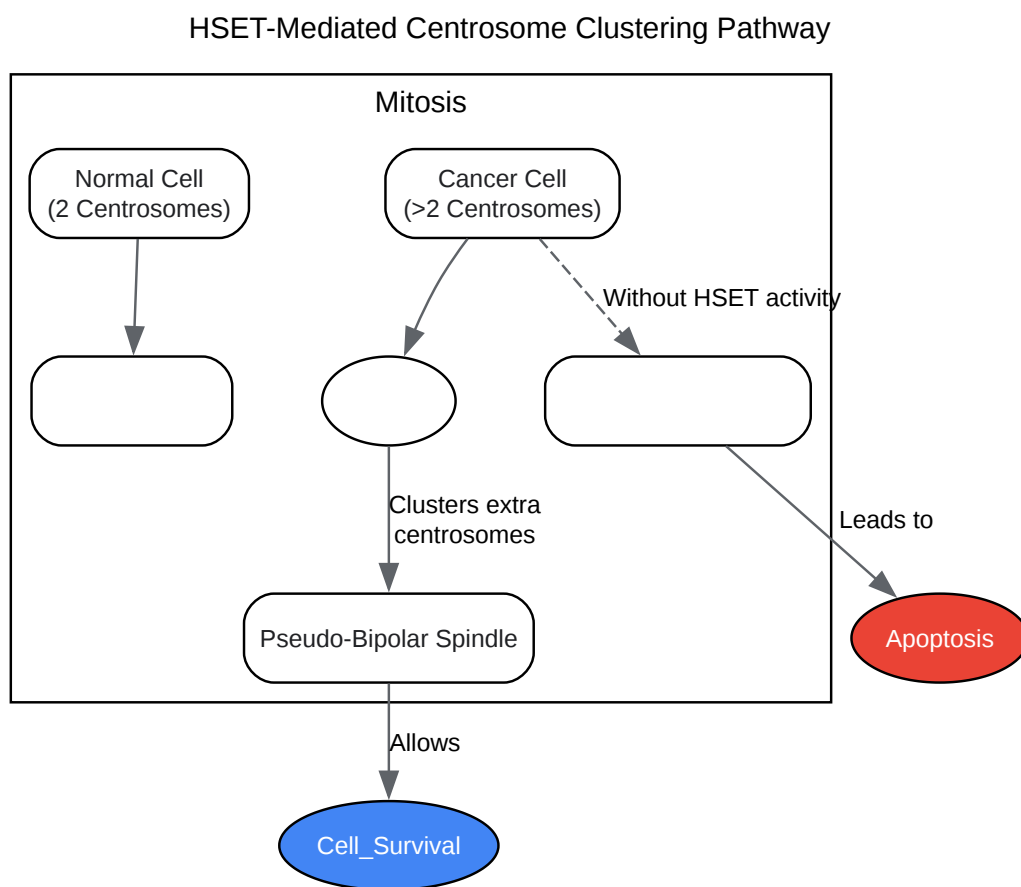 HSET-Mediated Centrosome Clustering Pathway
Mitosis
Normal Cell
(2 Centrosomes)
Cancer Cell
(>2 Centrosomes)
Without HSET activity
Clusters extra
centrosomes
Leads to
Pseudo-Bipolar Spindle
Apoptosis
Allows
Cell_Survival